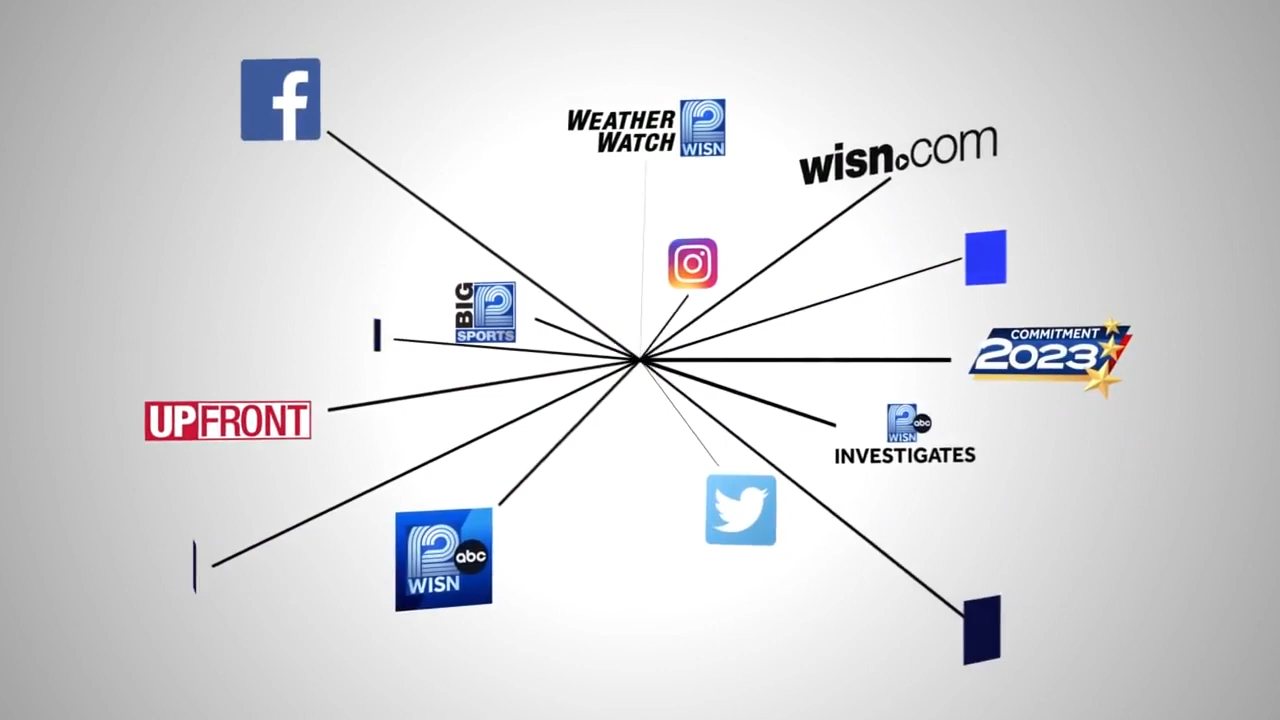 f
WEATHER
WATCH
12
WISN
wisn.com
BIG
12
SPORTS
COMMITMENT
2023
UPFRONT
12
WISN
abc
INVESTIGATES
12
abc
WISN